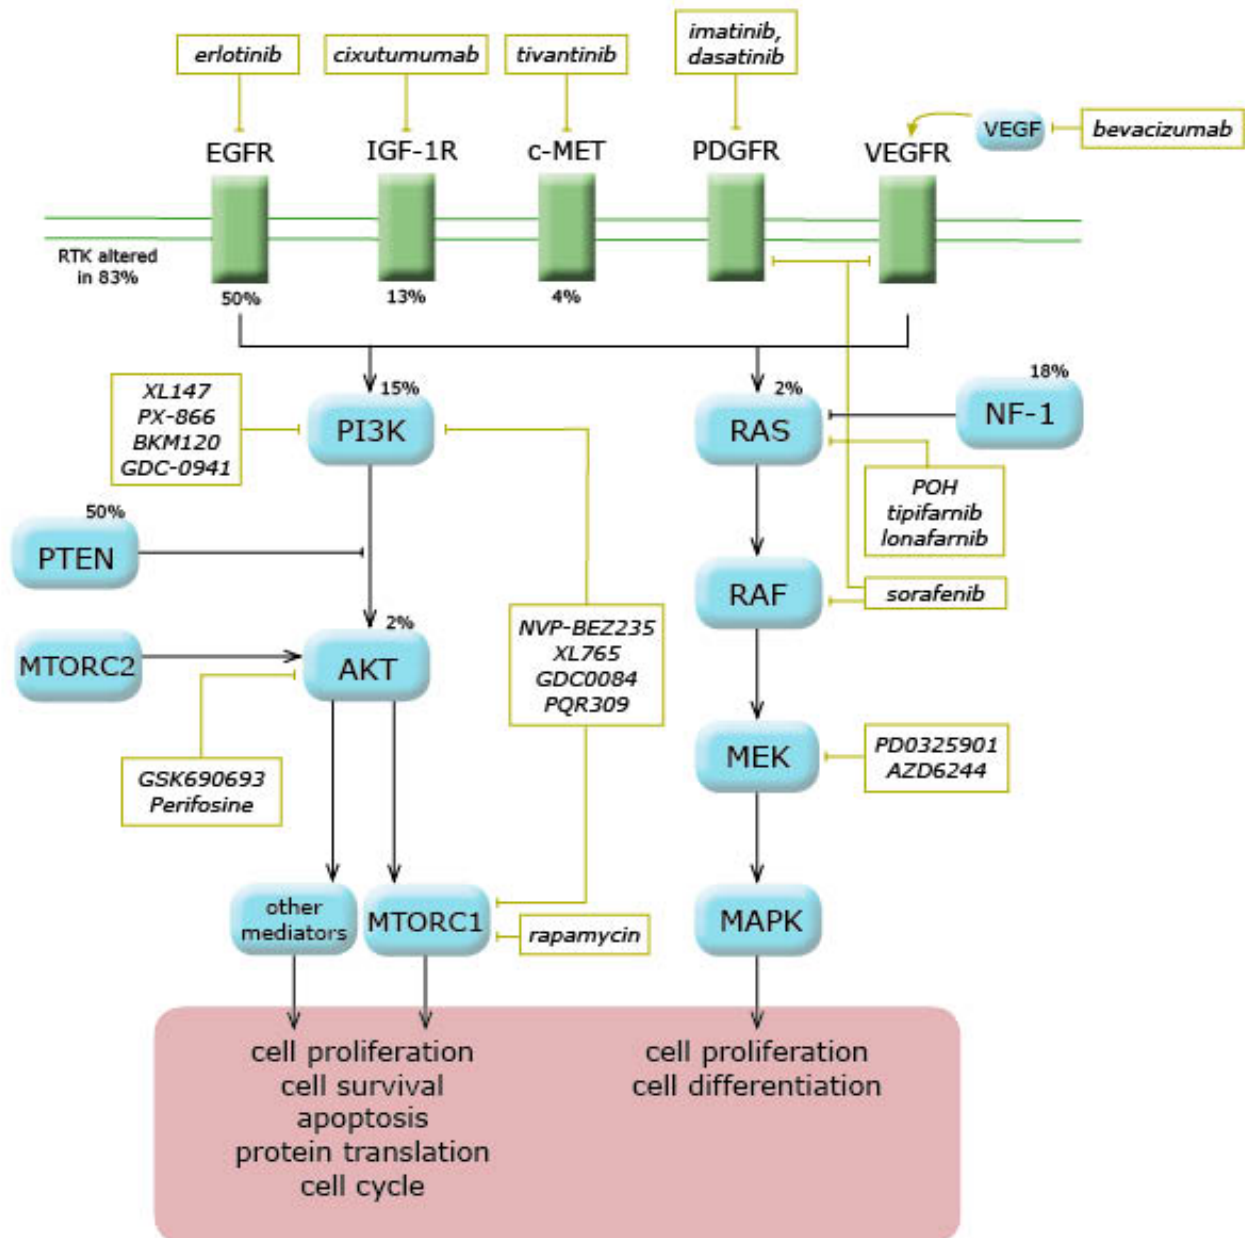 erlotinib
cixutumumab
tivantinib
imatinib,
dasatinib
VEGF
bevacizumab
EGFR
IGF-1R
c-MET
PDGFR
VEGFR
RTK altered
in 83%
50%
13%
4%
XL147
PX-866
BKM120
GDC-0941
15%
PI3K
2%
RAS
18%
NF-1
POH
tipifarnib
lonafarnib
50%
PTEN
RAF
sorafenib
NVP-BEZ235
XL765
GDC0084
PQR309
MTORC2
2%
AKT
GSK690693
Perifosine
MEK
PD0325901
AZD6244
other
mediators
MTORC1
rapamycin
MAPK
cell proliferation
cell survival
apoptosis
protein translation
cell cycle
cell proliferation
cell differentiation